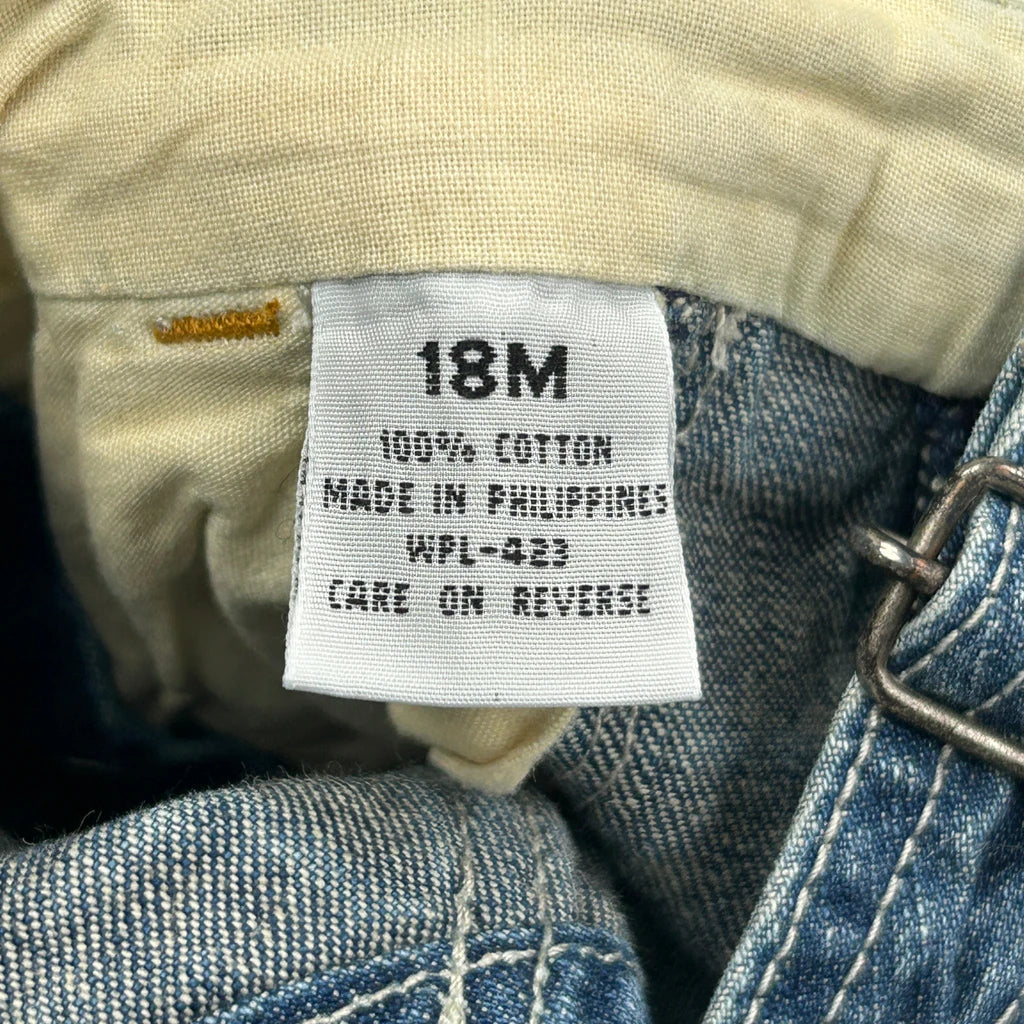 18M
100% COTTON
MADE IN PHILIPPINES
WPL-423
CARE ON REVERSE